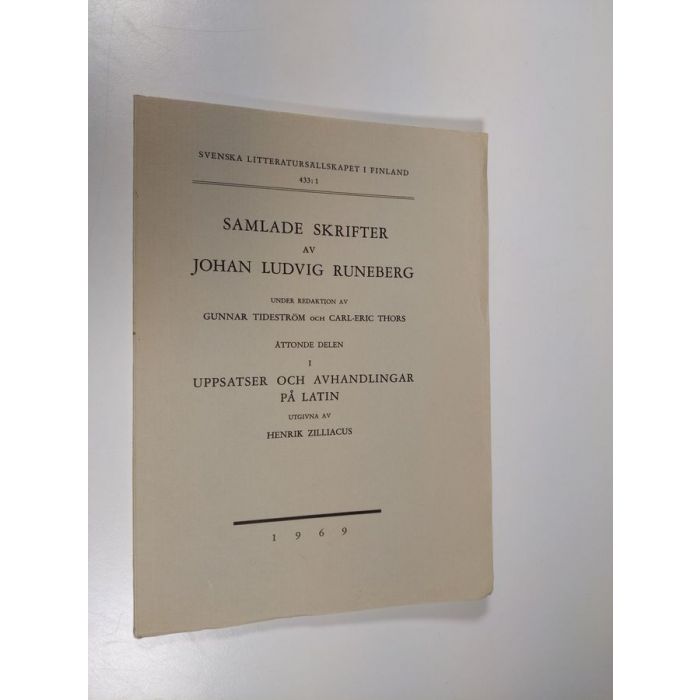 SVENSKA LITTERATURSÄLLSKAPET I FINLAND
433:1
SAMLADE SKRIFTER
AV
JOHAN LUDVIG RUNEBERG
UNDER REDAKTION AV
GUNNAR TIDESTRÖM OCH CARL-ERIC THORS
ÅTTONDE DELEN
I
UPPSATSER OCH AVHANDLINGAR
PÅ LATIN
UTGIVNA AV
HENRIK ZILLIACUS
1969